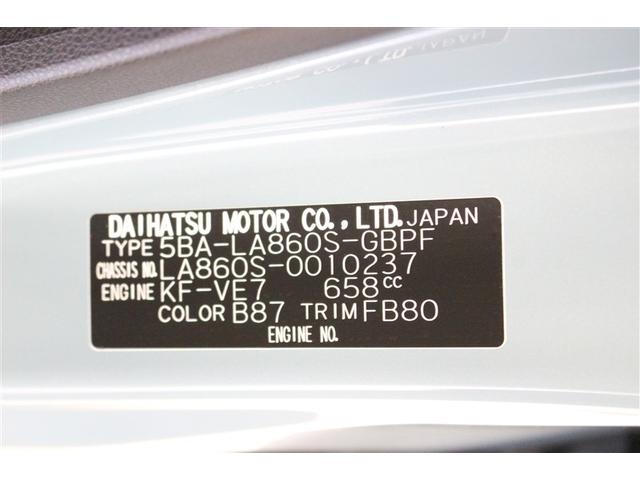 DAIHATSU MOTOR CO., LTD. JAPAN
TYPE 5BA-LA860S-GBPF
CHASSIS NO. LA860S-0010237
ENGINE KF-VE7 658cc
COLOR B87 TRIM FB80
ENGINE NO.